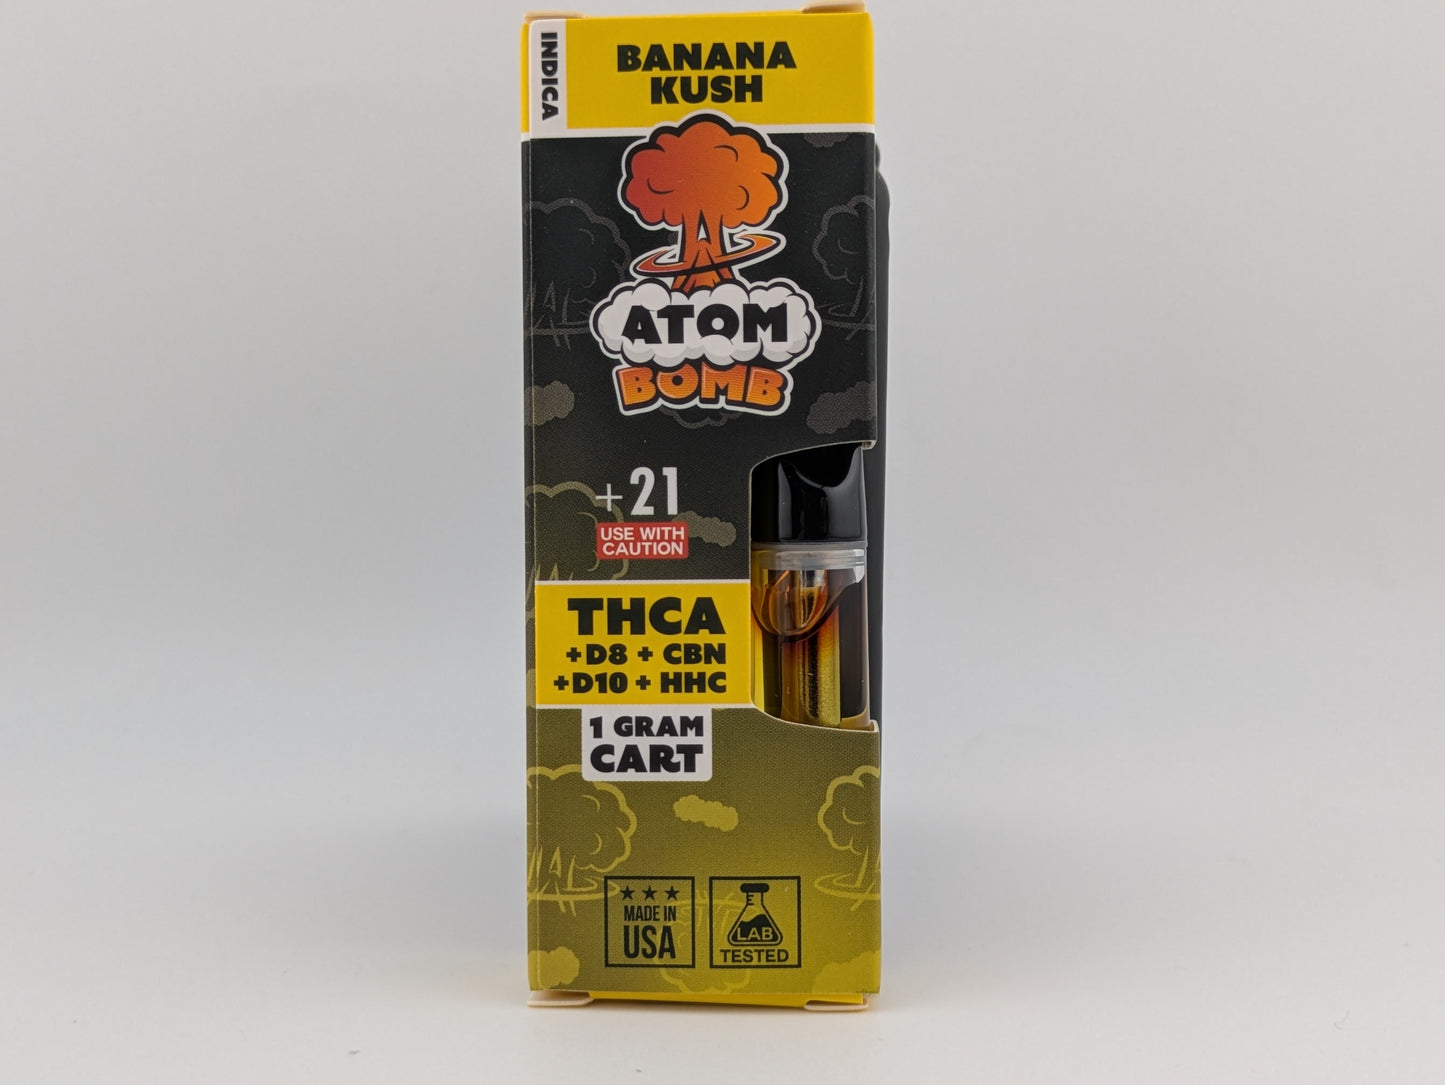 INDICA
BANANA
KUSH
ATOM
BOMB
+21
USE WITH
CAUTION
THCA
+D8 + CBN
+D10 + HHC
1 GRAM
CART
MADE IN
USA
LAB
TESTED